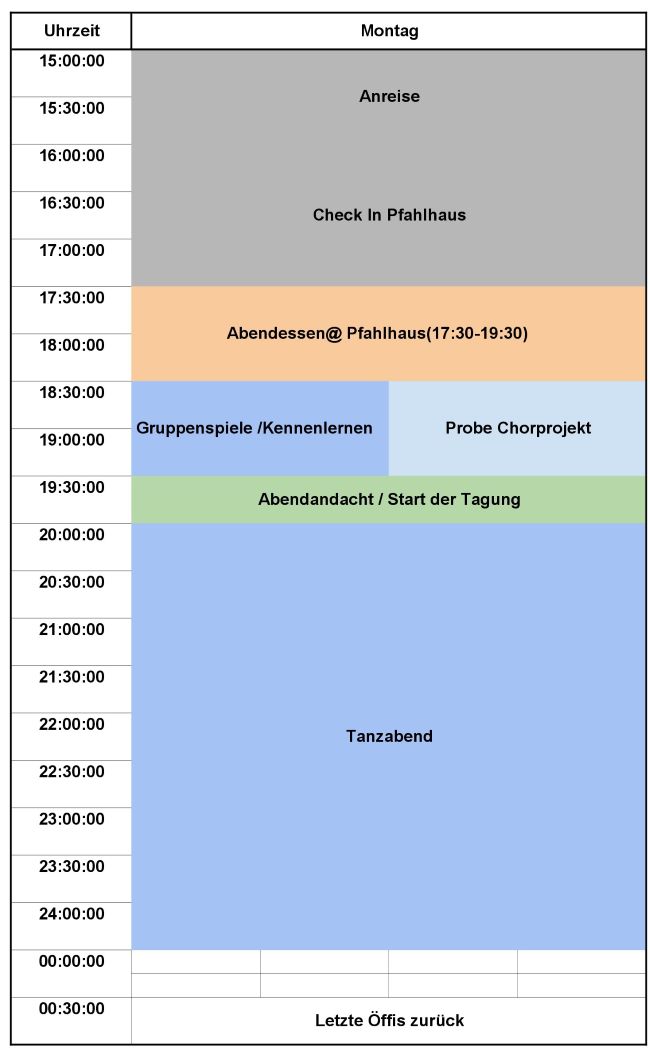 Uhrzeit Montag
15:00:00
Anreise
15:30:00
16:00:00
16:30:00
Check In Pfahlhaus
17:00:00
17:30:00
Abendessen@ Pfahlhaus(17:30-19:30)
18:00:00
18:30:00
Gruppenspiele /Kennenlernen Probe Chorprojekt
19:00:00
19:30:00
Abendandacht / Start der Tagung
20:00:00
20:30:00
21:00:00
21:30:00
22:00:00
Tanzabend
22:30:00
23:00:00
23:30:00
24:00:00
00:00:00
00:30:00
Letzte Öffis zurück